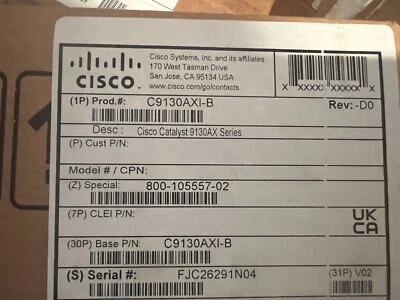 Cisco Systems, Inc. and its affiliates
170 West Tasman Drive
San Jose, CA 95134 USA
www.cisco.com/go/contacts
CISCO
X XXXX XXXXX X
(1P) Prod.#: C9130AXI-B
Rev: -D0
Desc : Cisco Catalyst 9130AX Series
(P) Cust P/N:
Model # / CPN:
(Z) Special: 800-105557-02
(7P) CLEI P/N:
UK
CA
(30P) Base P/N: C9130AXI-B
(S) Serial #: FJC26291N04
(31P) V02